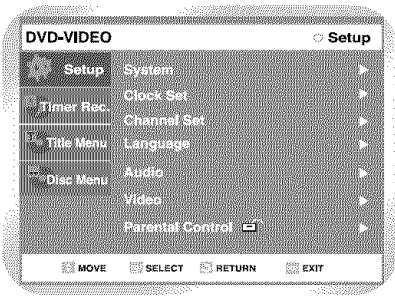 DVD-VIDEO Setup
Setup System
Clock Set
Timer Rec.
Channel Set
Title Menu Language
Disc Menu Audio
Video
Parental Control
MOVE SELECT RETURN EXIT